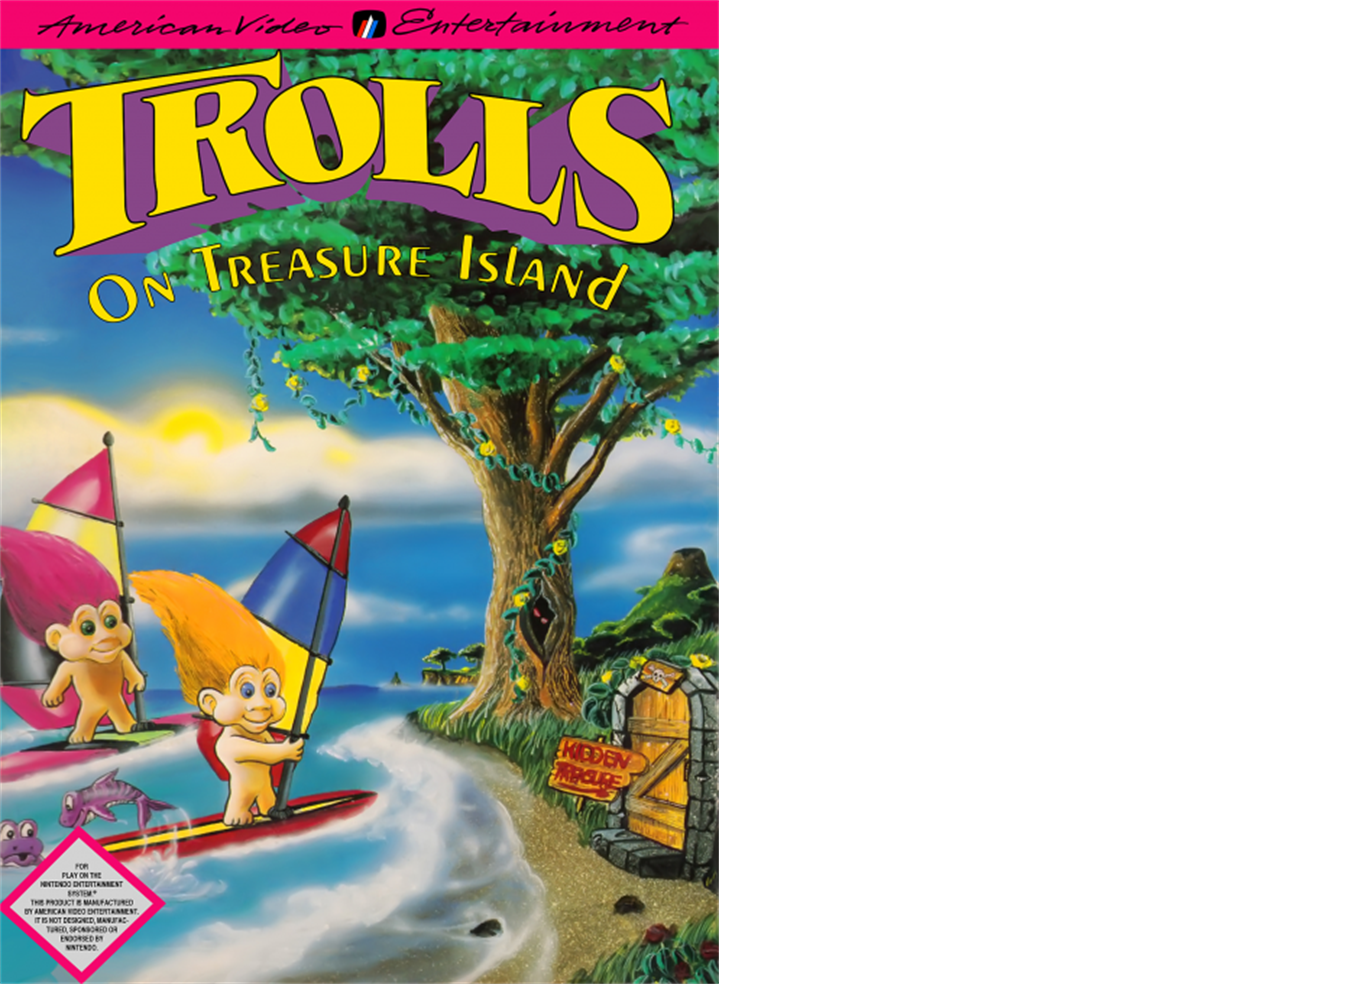 American Video Entertainment
TROLLS
ON TREASURE ISLAND
HIDDEN
TREASURE
FOR
PLAY ON THE
NINTENDO ENTERTAINMENT
SYSTEM.®
THIS PRODUCT IS MANUFACTURED
BY AMERICAN VIDEO ENTERTAINMENT.
IT IS NOT DESIGNED, MANUFAC-
TURED, SPONSORED OR
ENDORSED BY
NINTENDO.